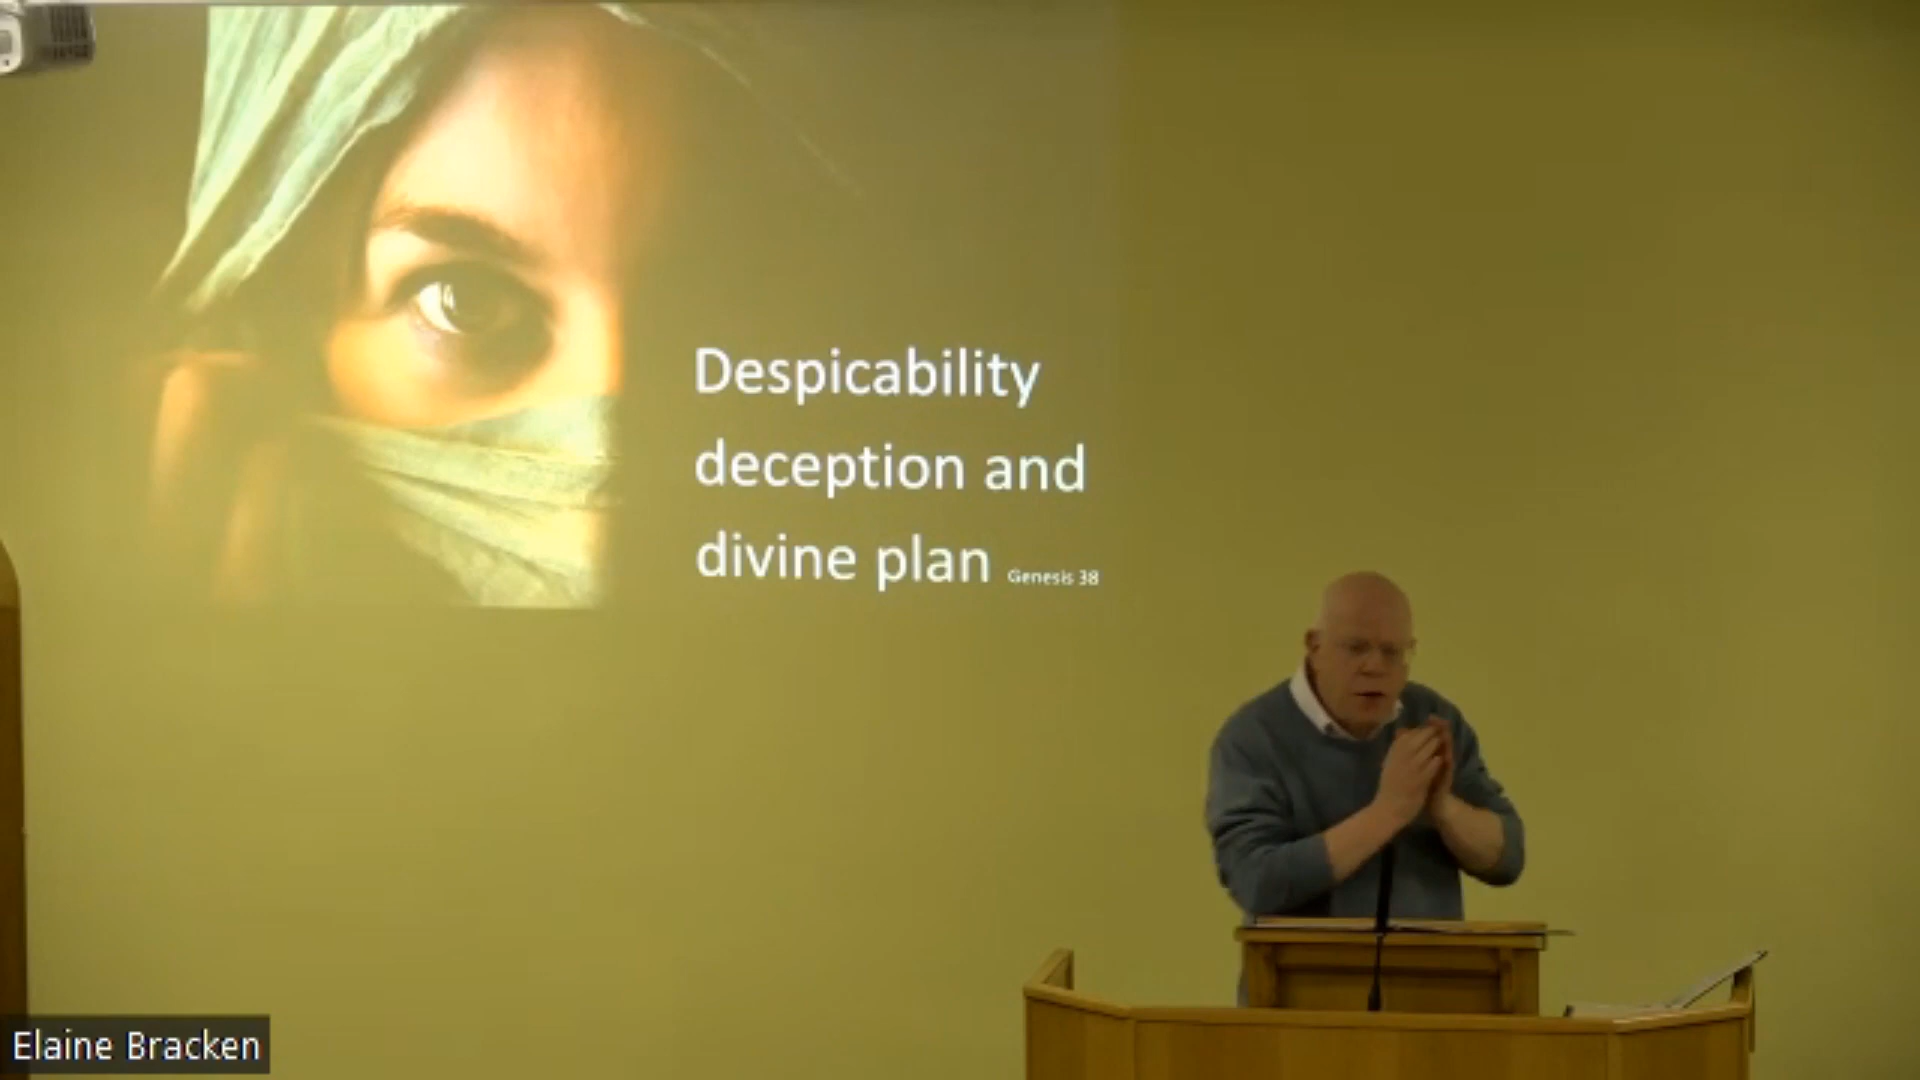 Despicability
deception and
divine plan Genesis 38
Elaine Bracken